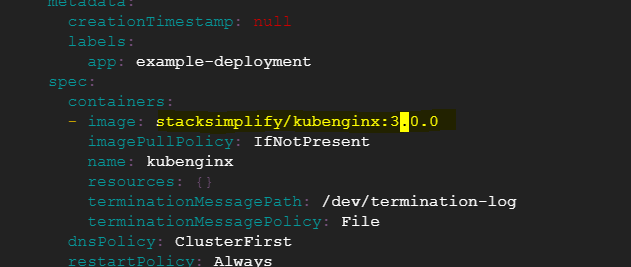 metadata:
creationTimestamp: null
labels:
app: example-deployment
spec:
containers:
- image: stacksimplify/kubenginx:3.0.0
imagePullPolicy: IfNotPresent
name: kubenginx
resources: {}
terminationMessagePath: /dev/termination-log
terminationMessagePolicy: File
dnsPolicy: ClusterFirst
restartPolicy: Always